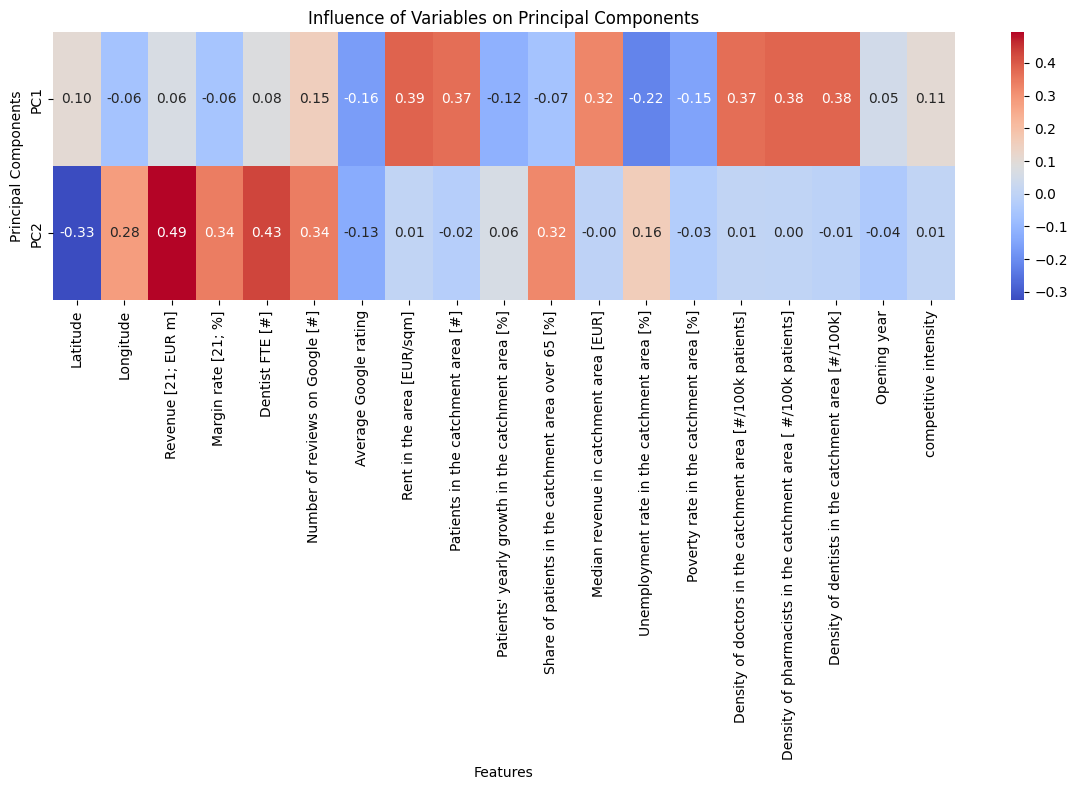 Influence of Variables on Principal Components
Principal Components
PC1
0.10 -0.06 0.06 -0.06 0.08 0.15 -0.16 0.39 0.37 -0.12 -0.07 0.32 -0.22 -0.15 0.37 0.38 0.38 0.05 0.11
PC2
-0.33 0.28 0.49 0.34 0.43 0.34 -0.13 0.01 -0.02 0.06 0.32 -0.00 0.16 -0.03 0.01 0.00 -0.01 -0.04 0.01
Latitude
Longitude
Revenue [21; EUR m]
Margin rate [21; %]
Dentist FTE [#]
Number of reviews on Google [#]
Average Google rating
Rent in the area [EUR/sqm]
Patients in the catchment area [#]
Patients' yearly growth in the catchment area [%]
Share of patients in the catchment area over 65 [%]
Median revenue in catchment area [EUR]
Unemployment rate in the catchment area [%]
Poverty rate in the catchment area [%]
Density of doctors in the catchment area [#/100k patients]
Density of pharmacists in the catchment area [ #/100k patients]
Density of dentists in the catchment area [#/100k]
Opening year
competitive intensity
Features
0.4
0.3
0.2
0.1
0.0
−0.1
−0.2
−0.3